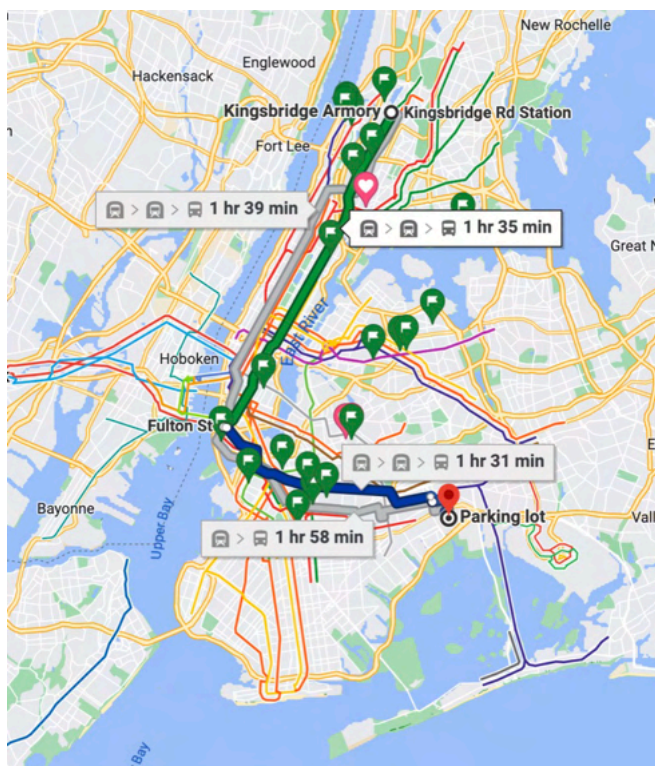 New Rochelle
Englewood
Hackensack
Kingsbridge Armory
Kingsbridge Rd Station
Fort Lee
> > 1 hr 39 min
> > 1 hr 35 min
Great N
East River
Hoboken
Fulton St
> > 1 hr 31 min
Bayonne
Parking lot
Vall
Upper Bay
> 1 hr 58 min
Bay